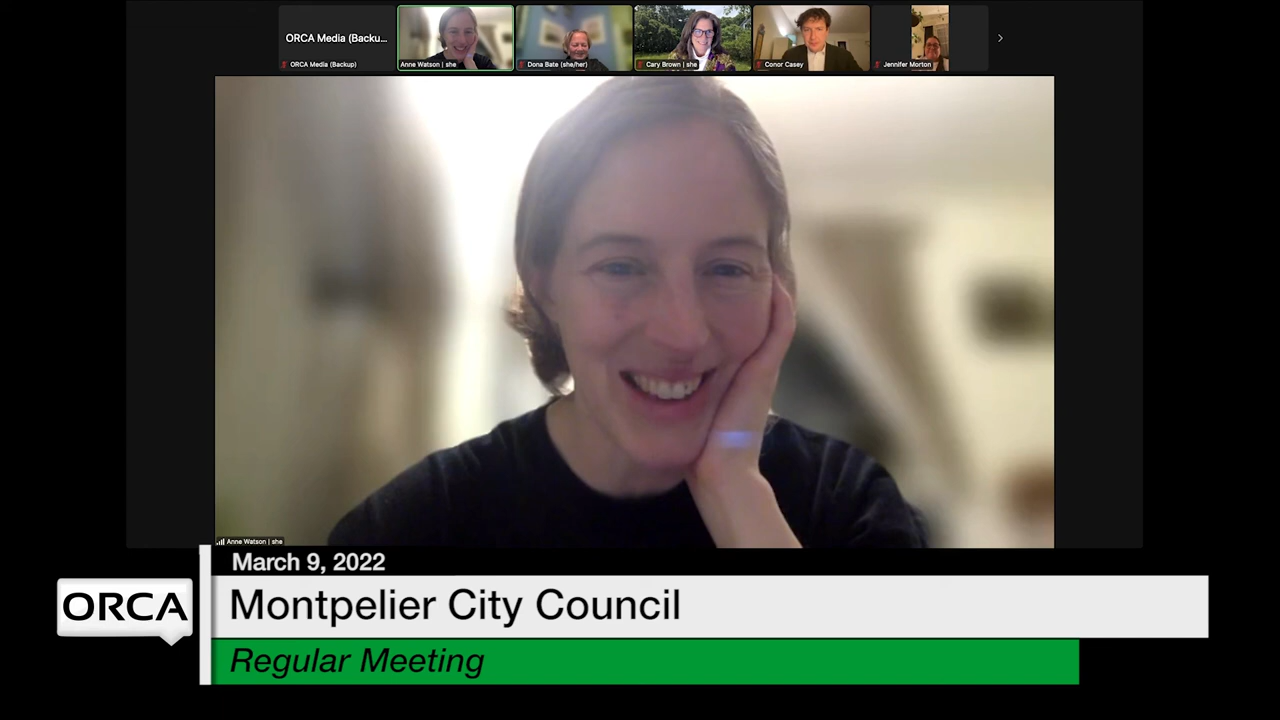 ORCA Media (Backu...
ORCA Media (Backup)
Anne Watson | she
Dona Bate (she/her)
Cary Brown | she
Conor Casey
Jennifer Morton
Anne Watson | she
March 9, 2022
ORCA
Montpelier City Council
Regular Meeting